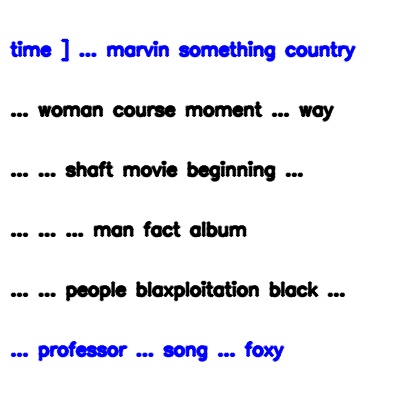 time ] ... marvin something country
... woman course moment ... way
... ... shaft movie beginning ...
... ... ... man fact album
... ... people blaxploitation black ...
... professor ... song ... foxy